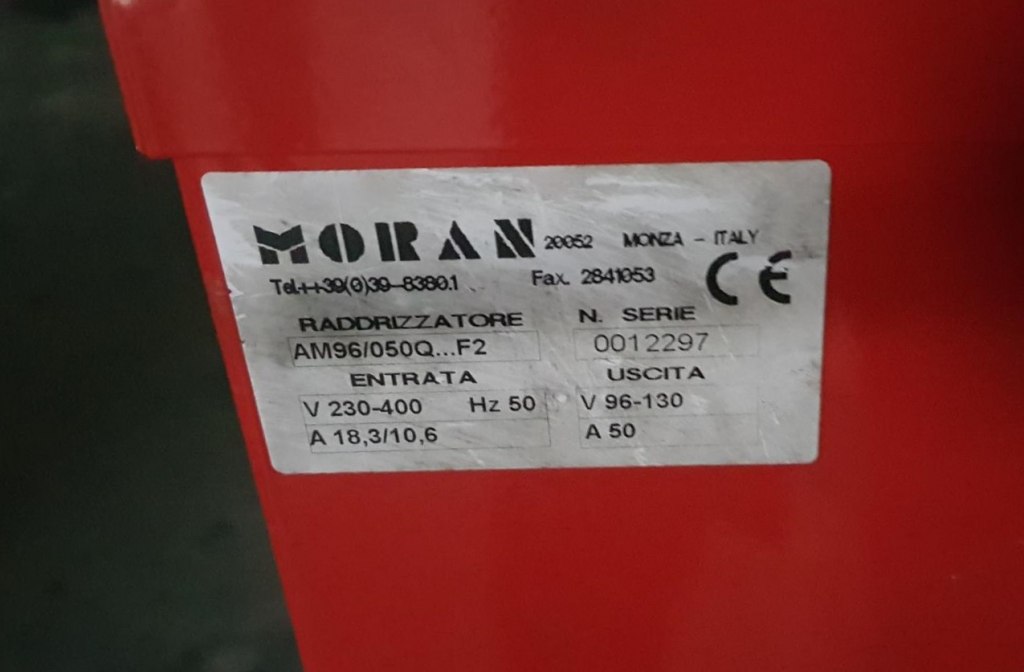 MORAN 20052 MONZA - ITALY
Tel.++39(0)39-8380.1 Fax. 2841053 CE
RADDRIZZATORE N. SERIE
AM96/050Q...F2 0012297
ENTRATA USCITA
V 230-400 Hz 50 V 96-130
A 18,3/10,6 A 50